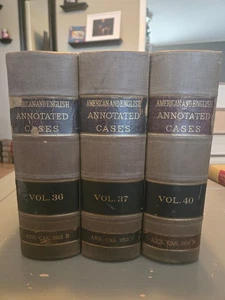 AMERICAN AND ENGLISH
ANNOTATED
CASES
VOL. 36
AMERICAN AND ENGLISH
ANNOTATED
CASES
VOL. 37
AMERICAN AND ENGLISH
ANNOTATED
CASES
VOL. 40